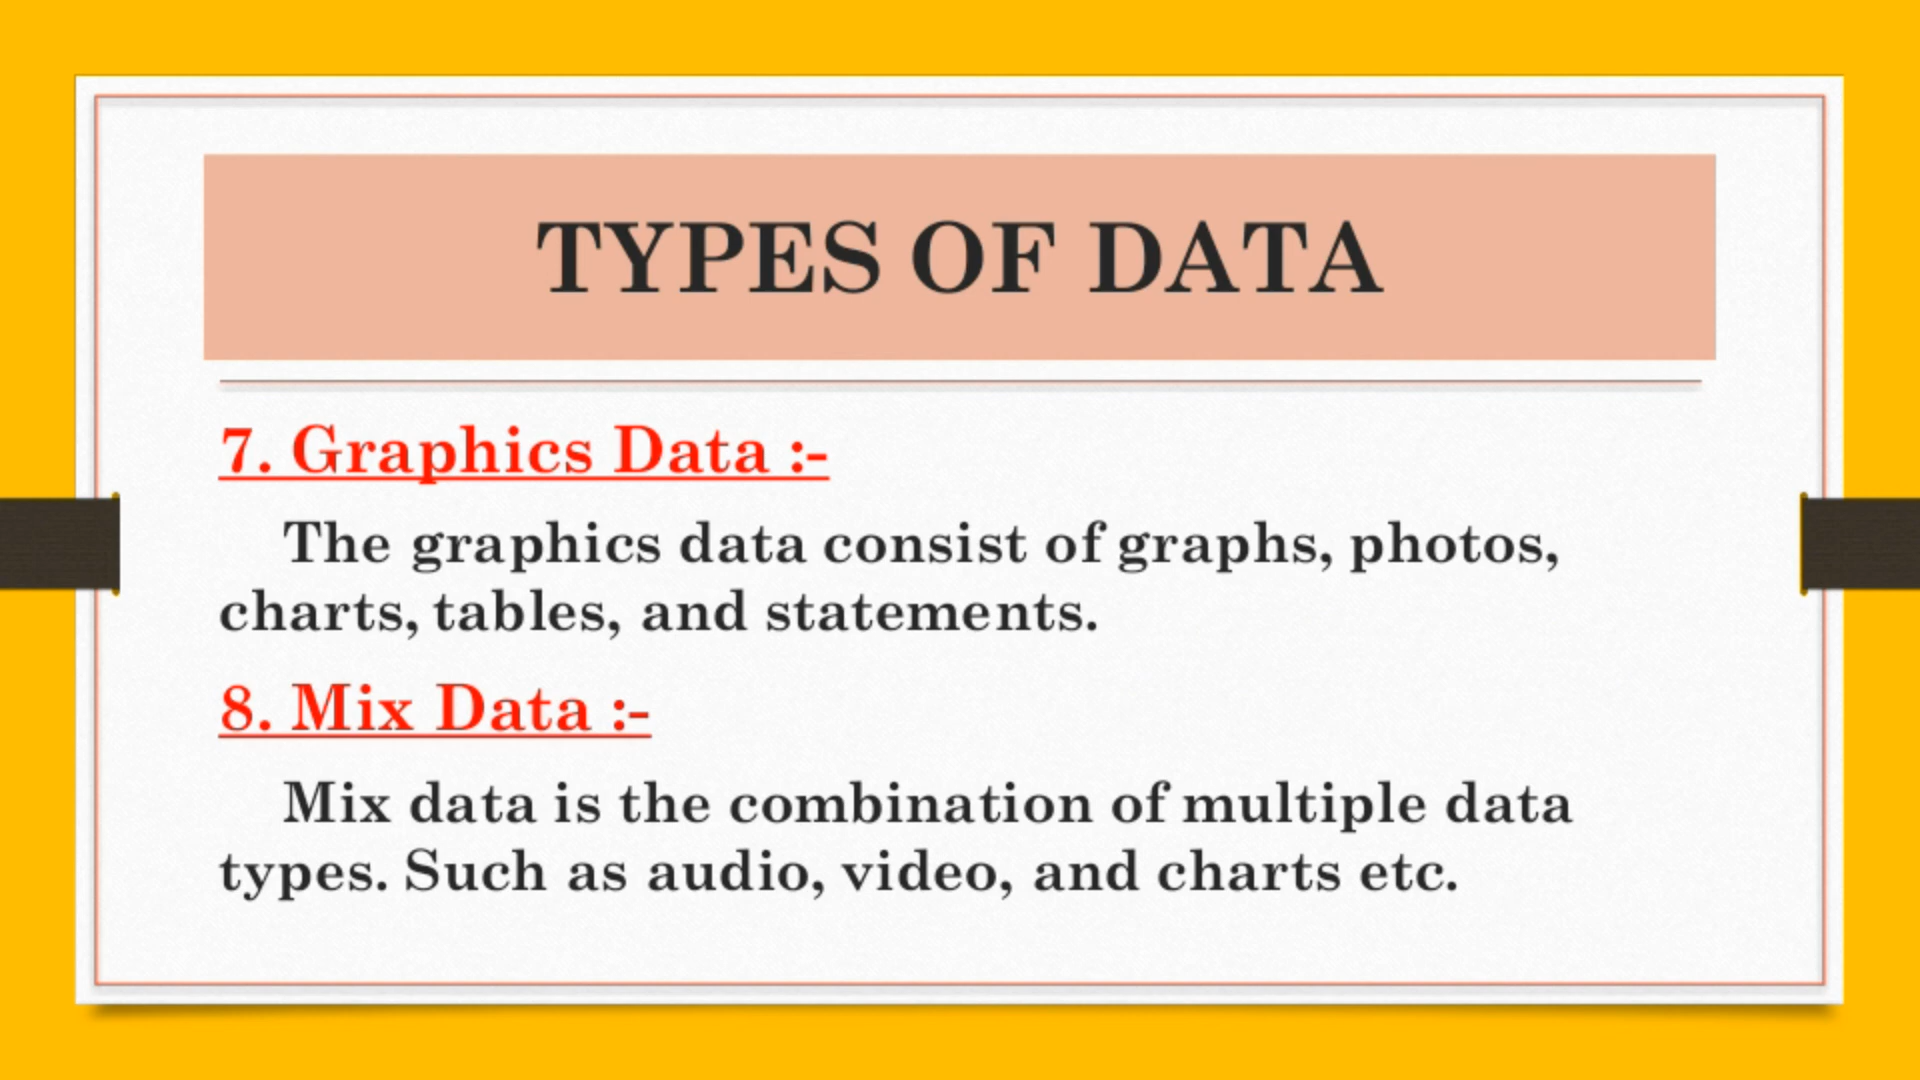 TYPES OF DATA
7. Graphics Data :-
The graphics data consist of graphs, photos,
charts, tables, and statements.
8. Mix Data :-
Mix data is the combination of multiple data
types. Such as audio, video, and charts etc.